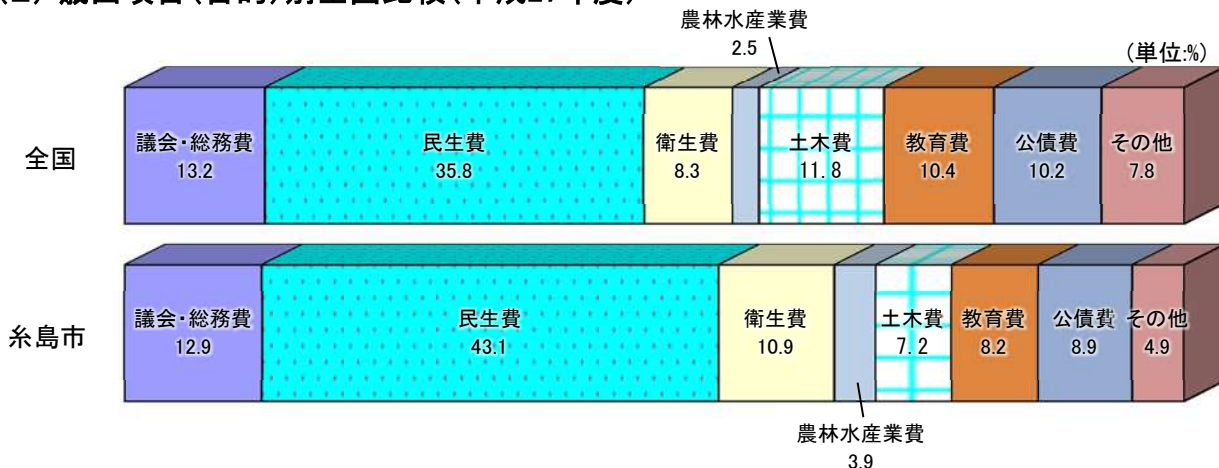 農林水産業費
2.5
(単位:%)
全国
議会・総務費
13.2
民生費
35.8
衛生費
8.3
土木費
11.8
教育費
10.4
公債費
10.2
その他
7.8
糸島市
議会・総務費
12.9
民生費
43.1
衛生費
10.9
土木費
7.2
教育費
8.2
公債費
8.9
その他
4.9
農林水産業費
3.9